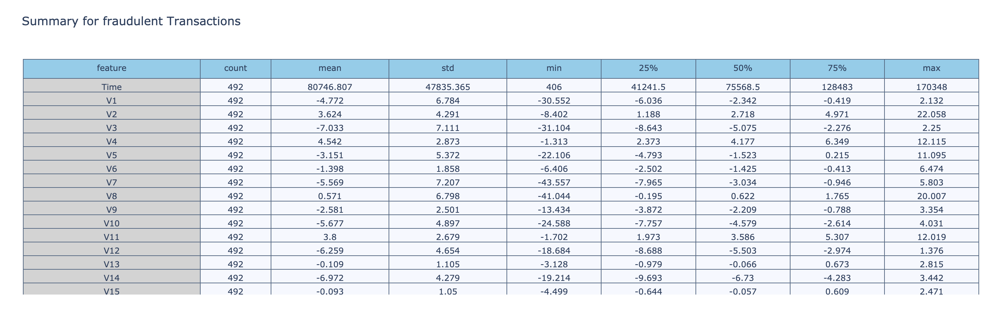 Summary for fraudulent Transactions
feature count mean std min 25% 50% 75% max
Time 492 80746.807 47835.365 406 41241.5 75568.5 128483 170348
V1 492 -4.772 6.784 -30.552 -6.036 -2.342 -0.419 2.132
V2 492 3.624 4.291 -8.402 1.188 2.718 4.971 22.058
V3 492 -7.033 7.111 -31.104 -8.643 -5.075 -2.276 2.25
V4 492 4.542 2.873 -1.313 2.373 4.177 6.349 12.115
V5 492 -3.151 5.372 -22.106 -4.793 -1.523 0.215 11.095
V6 492 -1.398 1.858 -6.406 -2.502 -1.425 -0.413 6.474
V7 492 -5.569 7.207 -43.557 -7.965 -3.034 -0.946 5.803
V8 492 0.571 6.798 -41.044 -0.195 0.622 1.765 20.007
V9 492 -2.581 2.501 -13.434 -3.872 -2.209 -0.788 3.354
V10 492 -5.677 4.897 -24.588 -7.757 -4.579 -2.614 4.031
V11 492 3.8 2.679 -1.702 1.973 3.586 5.307 12.019
V12 492 -6.259 4.654 -18.684 -8.688 -5.503 -2.974 1.376
V13 492 -0.109 1.105 -3.128 -0.979 -0.066 0.673 2.815
V14 492 -6.972 4.279 -19.214 -9.693 -6.73 -4.283 3.442
V15 492 -0.093 1.05 -4.499 -0.644 -0.057 0.609 2.471